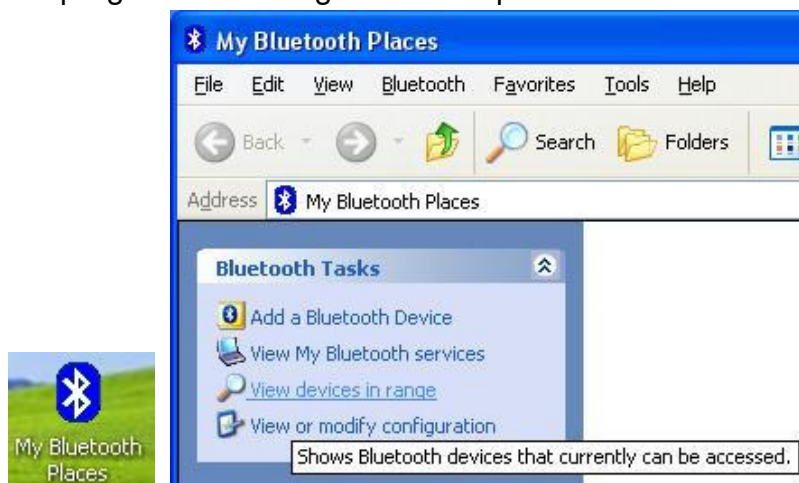 My Bluetooth Places
File Edit View Bluetooth Favorites Tools Help
Back Search Folders
Address My Bluetooth Places
Bluetooth Tasks
Add a Bluetooth Device
View My Bluetooth services
View devices in range
View or modify configuration
Shows Bluetooth devices that currently can be accessed.
My Bluetooth
Places